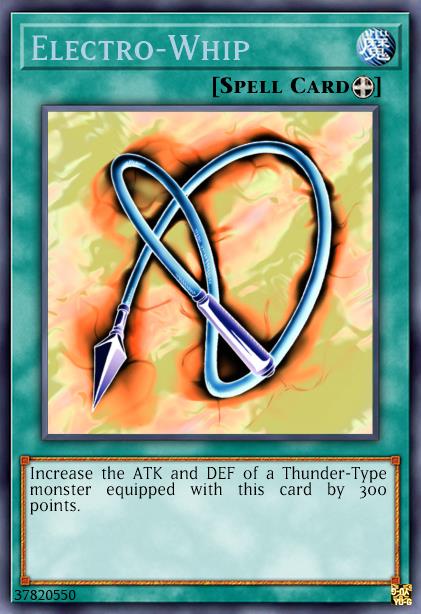 Electro-Whip
魔
[Spell Card]
Increase the ATK and DEF of a Thunder-Type
monster equipped with this card by 300
points.
37820550